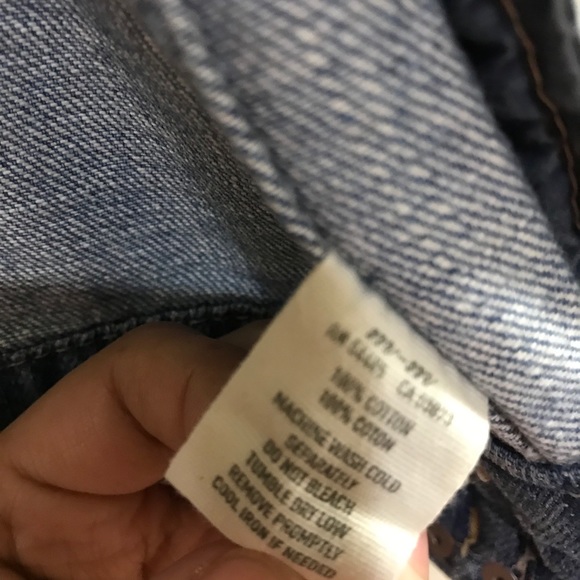 100% COTTON
100% COTON
MACHINE WASH COLD
SEPARATELY
DO NOT BLEACH
TUMBLE DRY LOW
REMOVE PROMPTLY
COOL IRON IF NEEDED